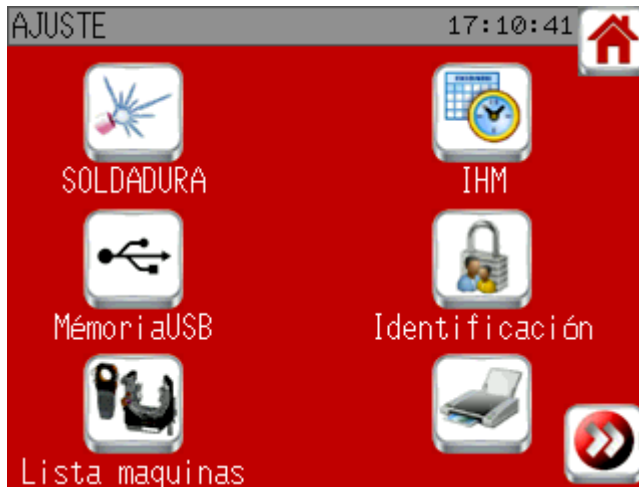 AJUSTE 17:10:41
SOLDADURA IHM
MémoriaUSB Identificación
Lista maquinas